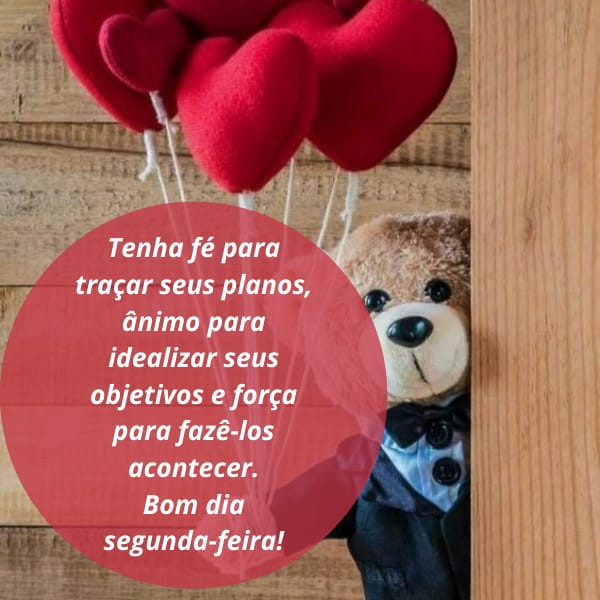 Tenha fé para
traçar seus planos,
ânimo para
idealizar seus
objetivos e força
para fazê-los
acontecer.
Bom dia
segunda-feira!